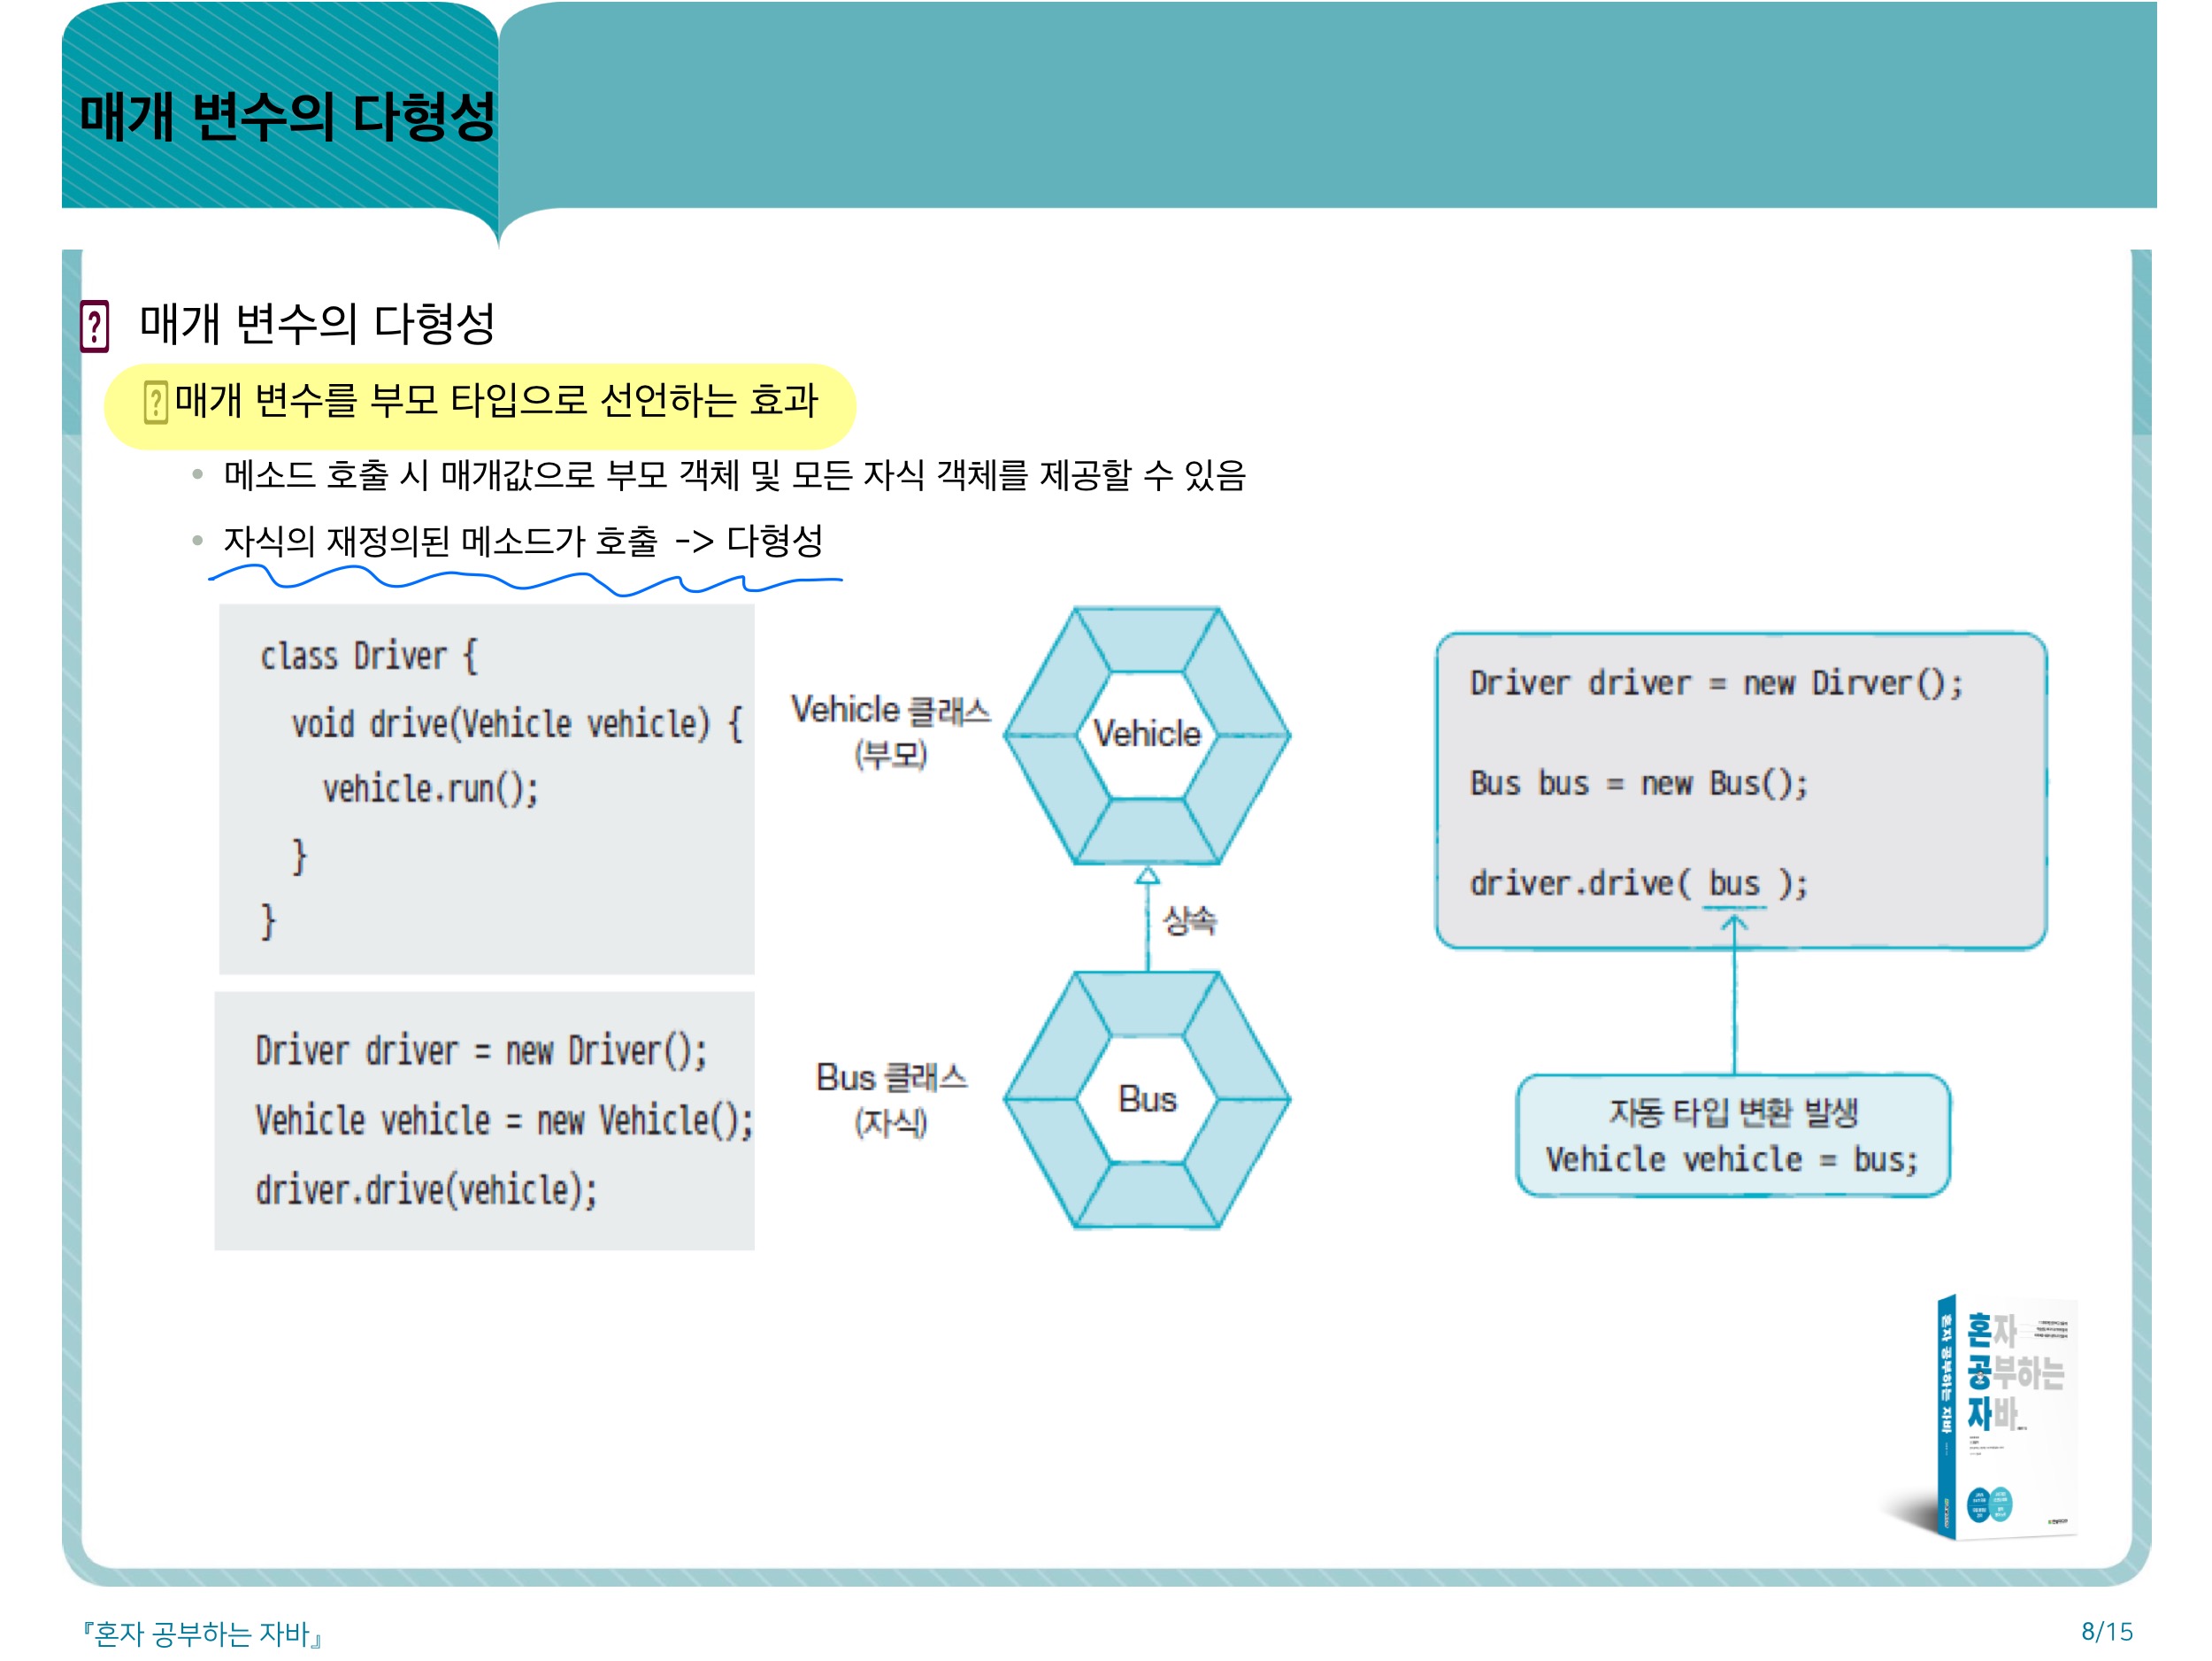 매개 변수의 다형성
매개 변수의 다형성
매개 변수를 부모 타입으로 선언하는 효과
• 메소드 호출 시 매개값으로 부모 객체 및 모든 자식 객체를 제공할 수 있음
• 자식의 재정의된 메소드가 호출 -> 다형성
class Driver {
void drive(Vehicle vehicle) {
vehicle.run();
}
}
Driver driver = new Driver();
Vehicle vehicle = new Vehicle();
driver.drive(vehicle);
Vehicle 클래스
(부모)
Vehicle
상속
Bus 클래스
(자식)
Bus
Driver driver = new Dirver();
Bus bus = new Bus();
driver.drive( bus );
자동 타입 변환 발생
Vehicle vehicle = bus;
혼자 공부하는 자바
혼자
공부하는
자바
『혼자 공부하는 자바』
8/15